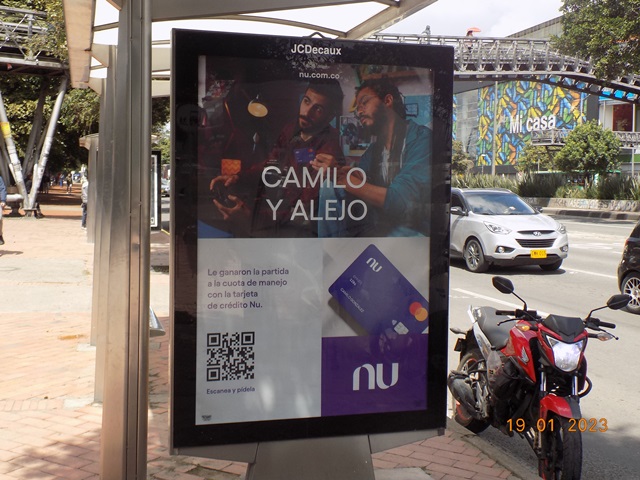 JCDecaux
nu.com.co
CAMILO
Y ALEJO
Le ganaron la partida
a la cuota de manejo
con la tarjeta
de crédito Nu.
Escanea y pídela
nu
nu
Mi casa
19 01 2023